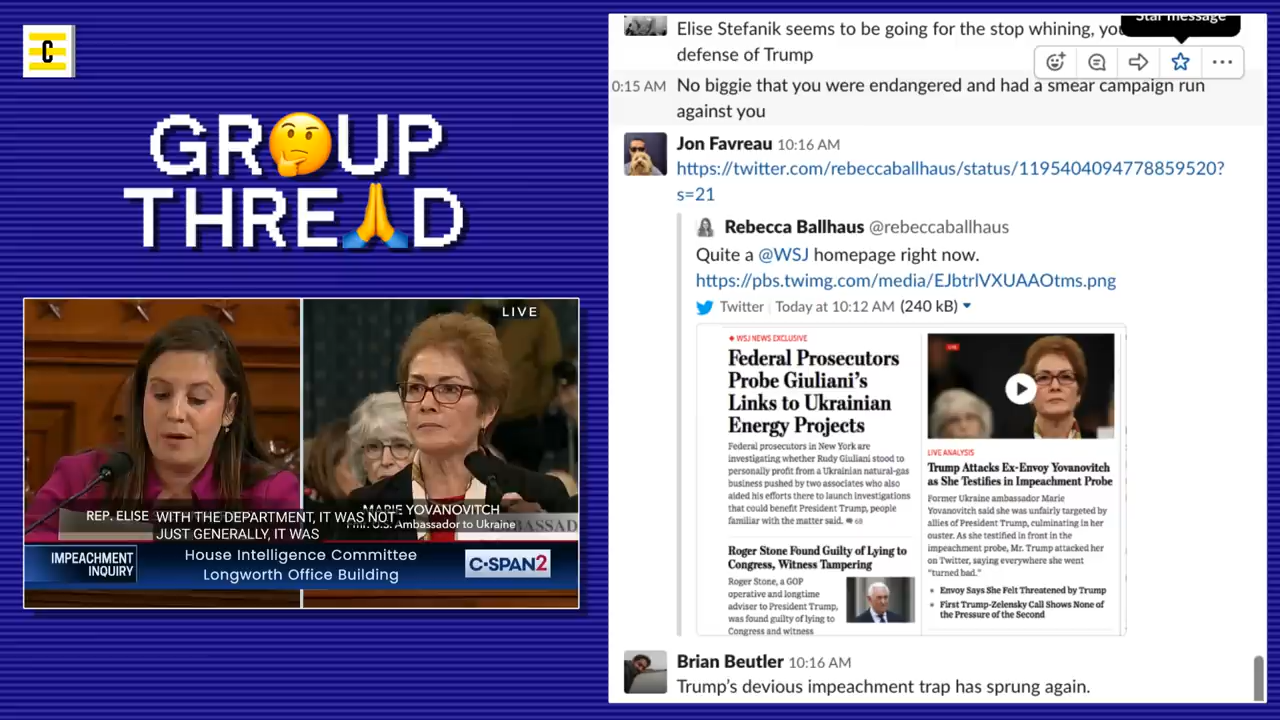 C
GR🤔UP
THRE🙏D
LIVE
REP. ELISE
WITH THE DEPARTMENT, IT WAS NOT
JUST GENERALLY, IT WAS
YOVANOVITCH
Ambassador to Ukraine
IMPEACHMENT
INQUIRY
House Intelligence Committee
Longworth Office Building
C-SPAN2
Star message
Elise Stefanik seems to be going for the stop whining,
defense of Trump
0:15 AM No biggie that you were endangered and had a smear campaign run
against you
Jon Favreau 10:16 AM
https://twitter.com/rebeccaballhaus/status/1195404094778859520?
s=21
Rebecca Ballhaus @rebeccaballhaus
Quite a @WSJ homepage right now.
https://pbs.twimg.com/media/EJbtrlVXUAAOtms.png
Twitter | Today at 10:12 AM (240 kB)
WSJ NEWS EXCLUSIVE
Federal Prosecutors
Probe Giuliani's
Links to Ukrainian
Energy Projects
Federal prosecutors in New York are
investigating whether Rudy Giuliani stood to
personally profit from a Ukrainian natural-gas
business pushed by two associates who also
aided his efforts there to launch investigations
that could benefit President Trump, people
familiar with the matter said. 68
Roger Stone Found Guilty of Lying to
Congress, Witness Tampering
Roger Stone, a GOP
operative and longtime
adviser to President Trump,
was found guilty of lying to
Congress and witness
LIVE ANALYSIS
Trump Attacks Ex-Envoy Yovanovitch
as She Testifies in Impeachment Probe
Former Ukraine ambassador Marie
Yovanovitch said she was unfairly targeted by
allies of President Trump, culminating in her
ouster. As she testified in front of the
impeachment probe, Mr. Trump attacked her
on Twitter, saying everywhere she went
"turned bad."
Envoy Says She Felt Threatened by Trump
First Trump-Zelensky Call Shows None of
the Pressure of the Second
Brian Beutler 10:16 AM
Trump's devious impeachment trap has sprung again.